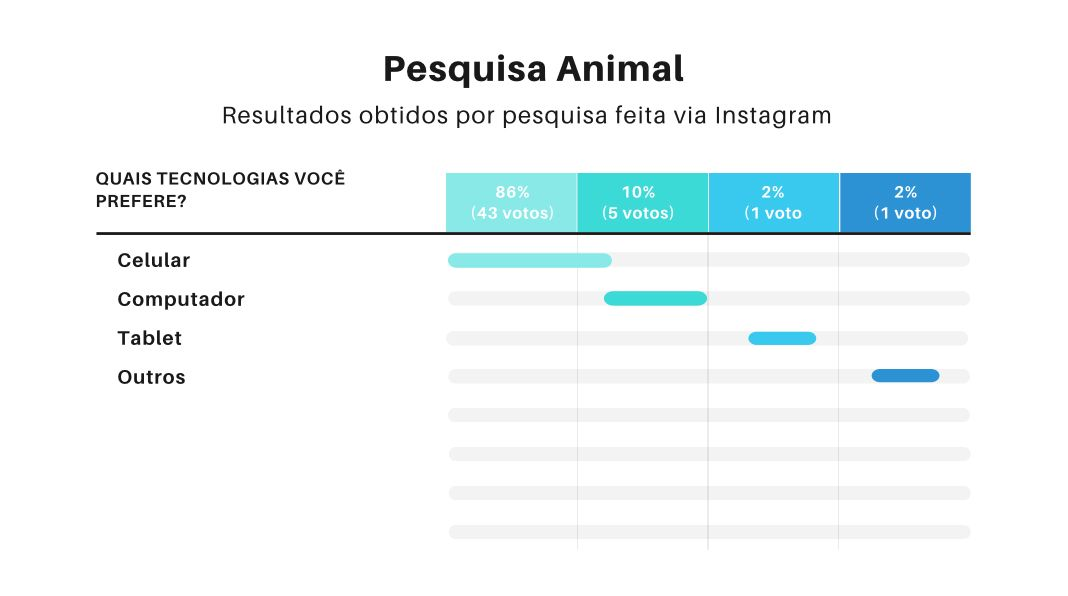 Pesquisa Animal
Resultados obtidos por pesquisa feita via Instagram
QUAIS TECNOLOGIAS VOCÊ
PREFERE?
86%
(43 votos)
10%
(5 votos)
2%
(1 voto
2%
(1 voto)
Celular
Computador
Tablet
Outros